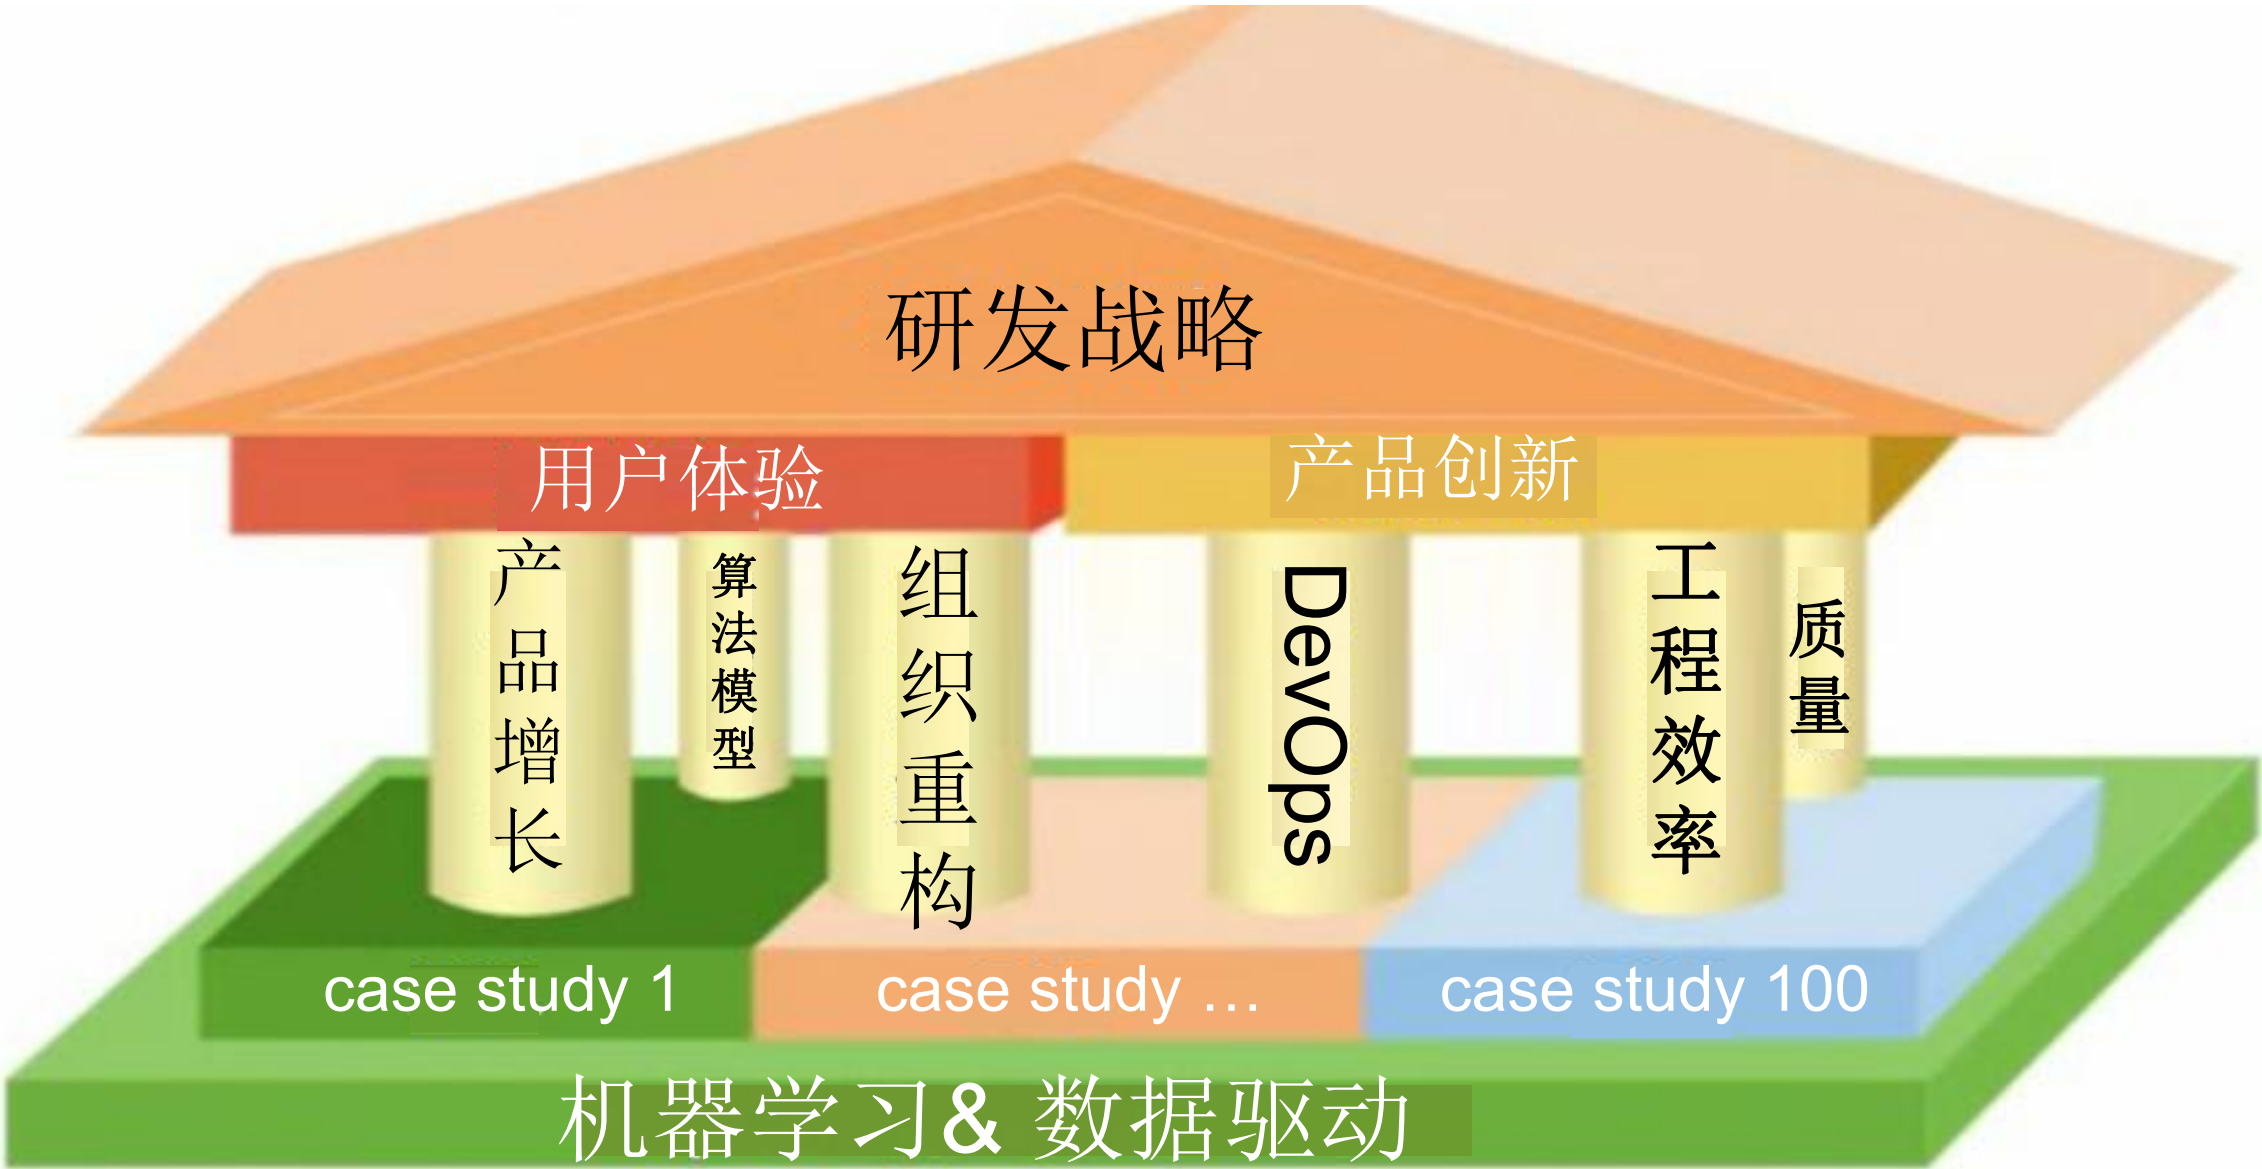 研发战略
用户体验
产品创新
产品增长
算法模型
组织重构
DevOps
工程效率
质量
case study 1
case study ...
case study 100
机器学习& 数据驱动